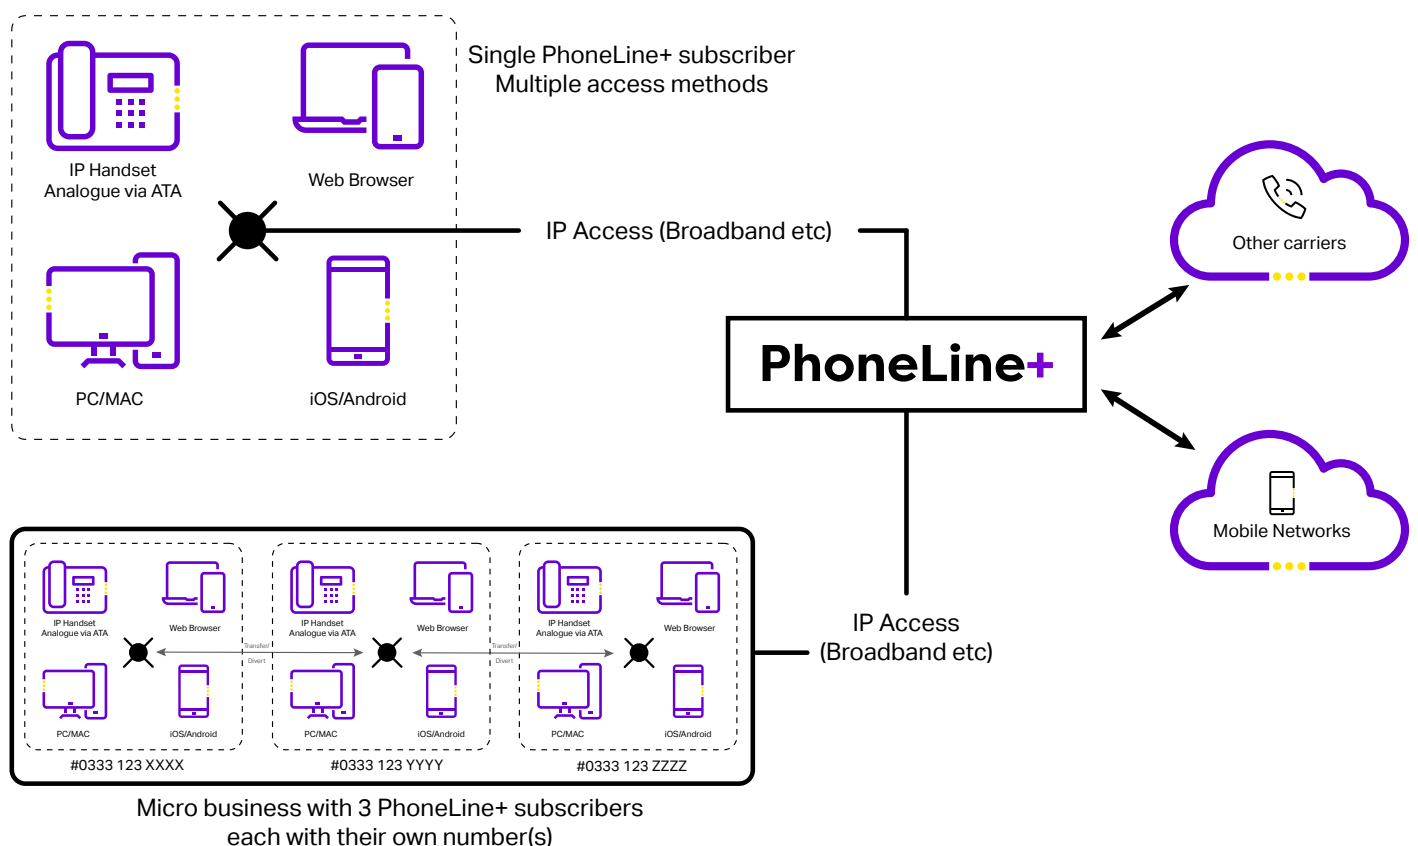 Single PhoneLine+ subscriber
Multiple access methods
IP Handset
Analogue via ATA
Web Browser
PC/MAC
iOS/Android
IP Access (Broadband etc)
PhoneLine+
Other carriers
Mobile Networks
IP Access
(Broadband etc)
IP Handset
Analogue via ATA
Web Browser
PC/MAC
iOS/Android
#0333 123 XXXX
Transfer/
Divert
IP Handset
Analogue via ATA
Web Browser
PC/MAC
iOS/Android
#0333 123 YYYY
Transfer/
Divert
IP Handset
Analogue via ATA
Web Browser
PC/MAC
iOS/Android
#0333 123 ZZZZ
Micro business with 3 PhoneLine+ subscribers
each with their own number(s)